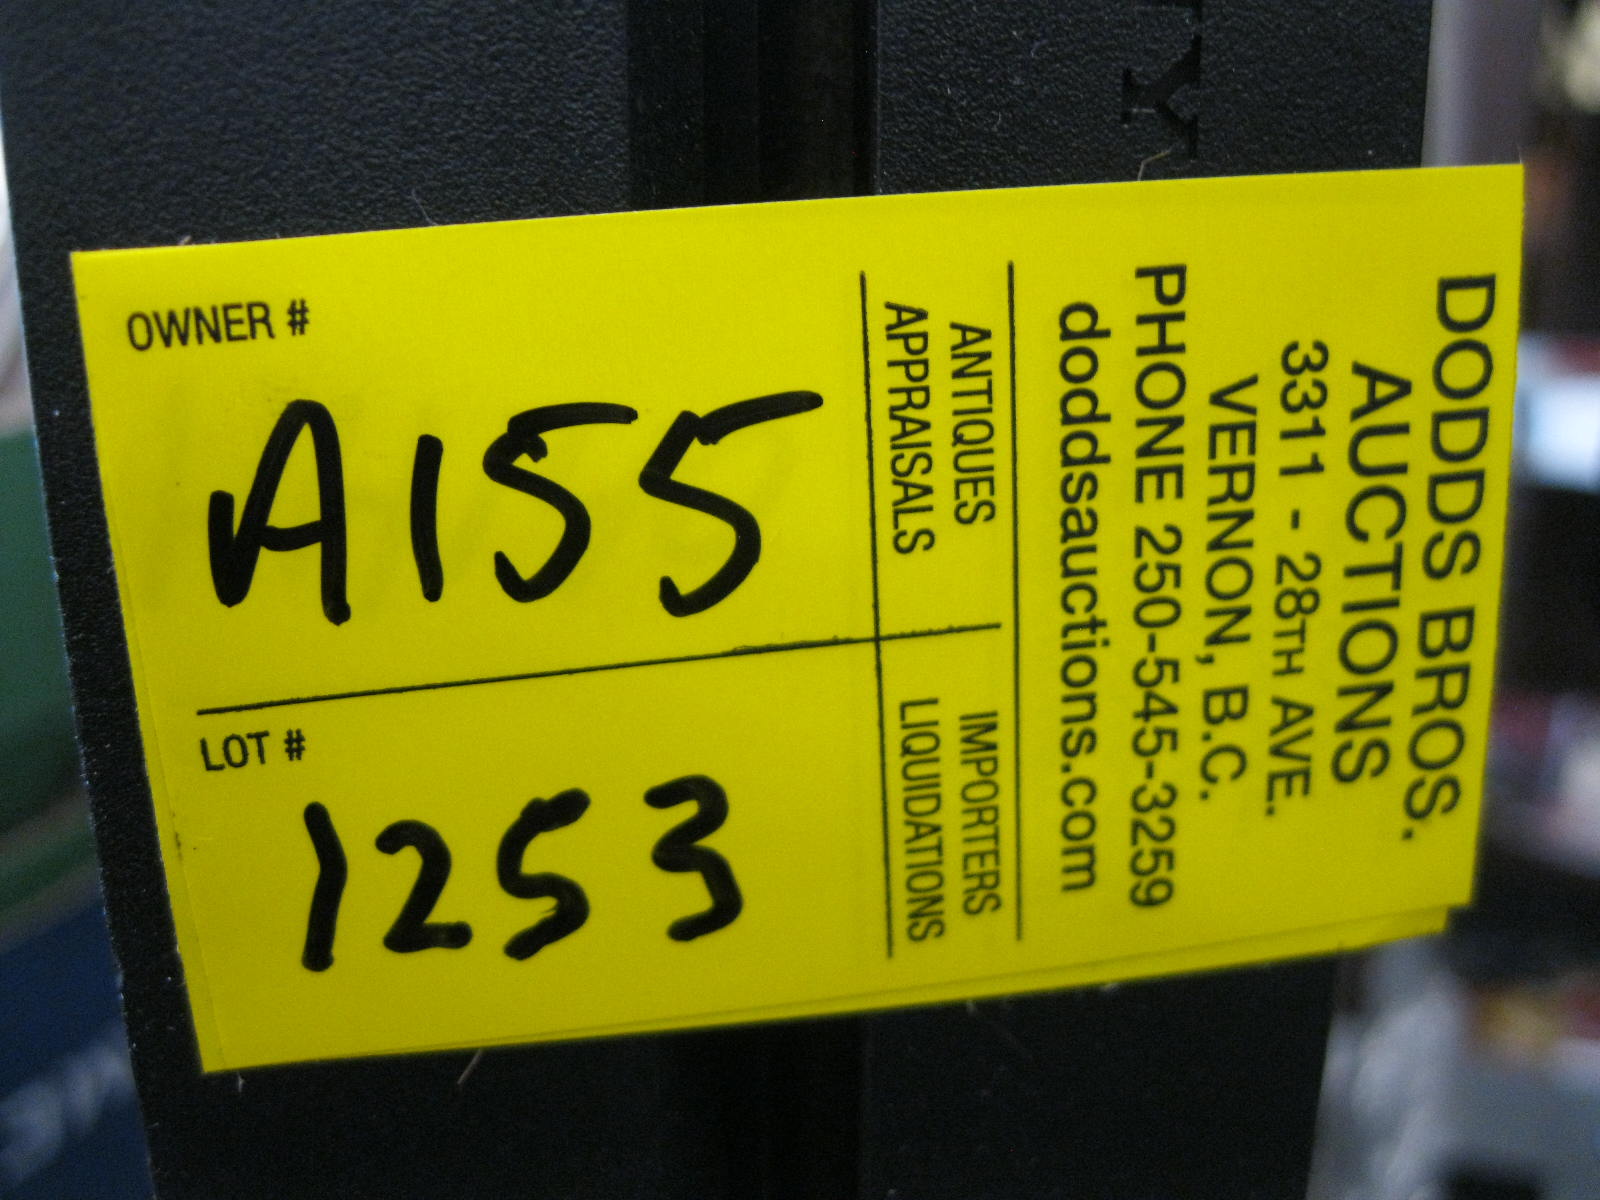 DODDS BROS.
AUCTIONS
3311 - 28TH AVE.
VERNON, B.C.
PHONE 250-545-3259
doddsauctions.com
ANTIQUES
APPRAISALS
IMPORTERS
LIQUIDATIONS
OWNER #
A155
LOT #
1253